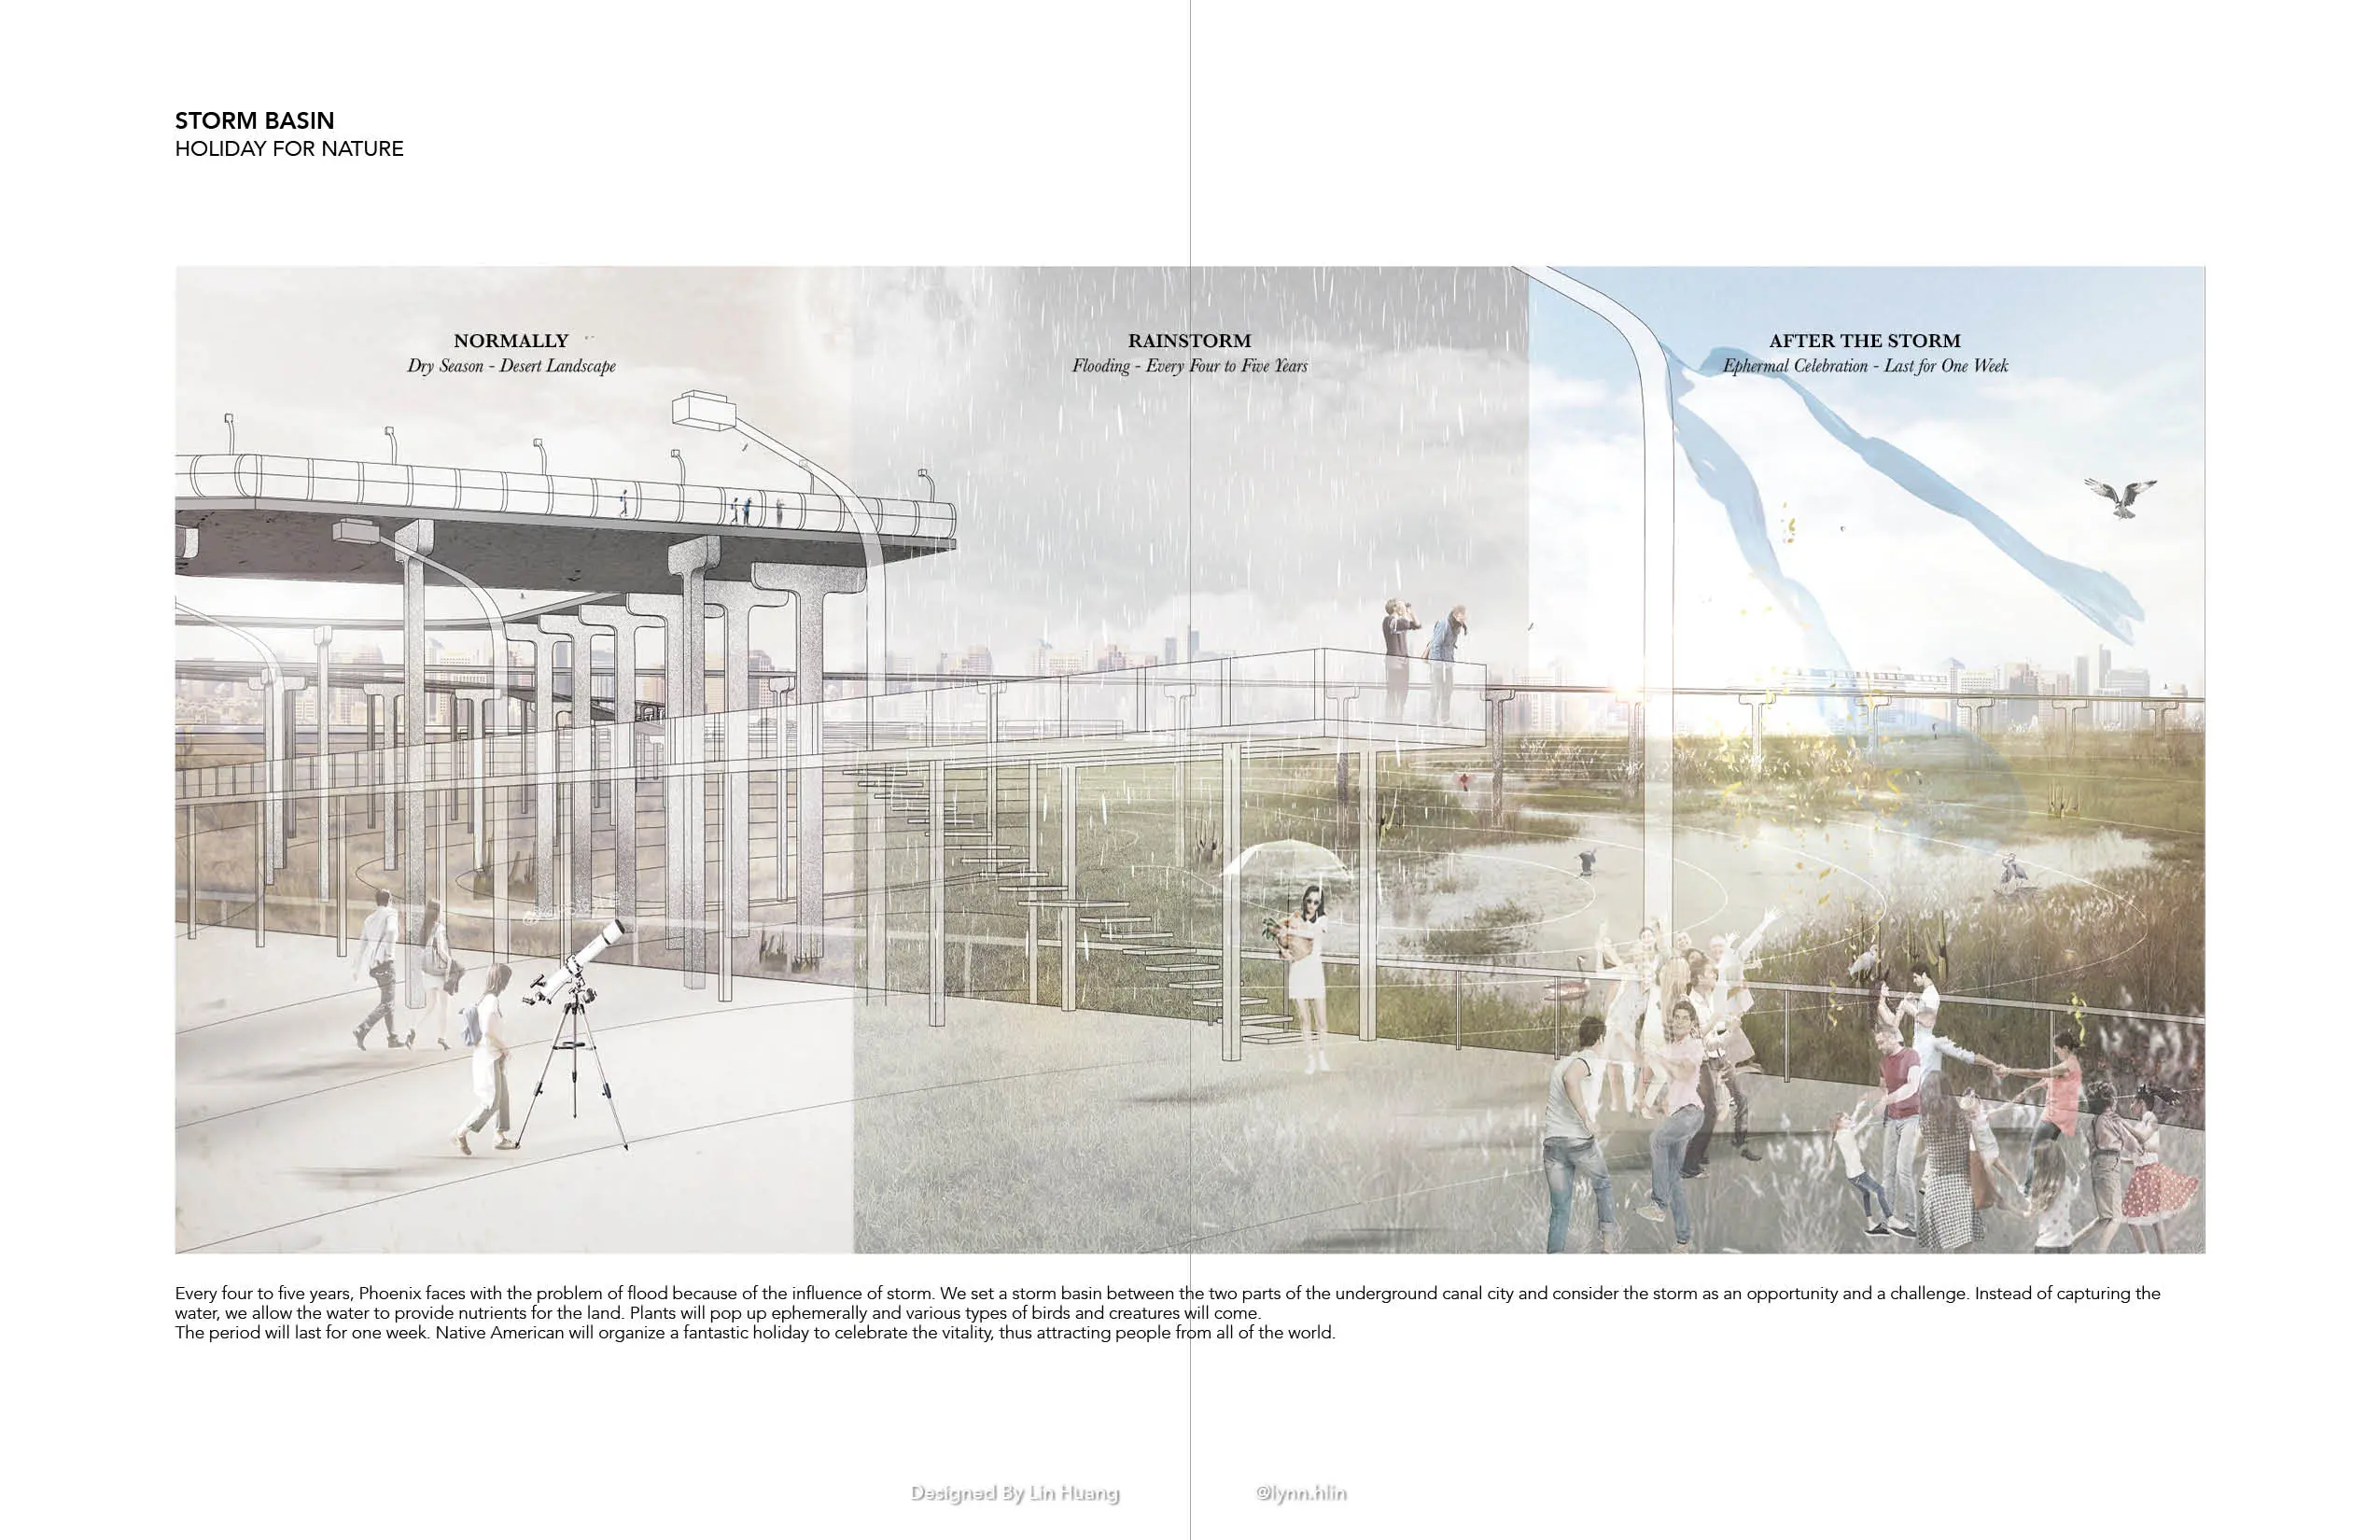 STORM BASIN
HOLIDAY FOR NATURE
NORMALLY
Dry Season - Desert Landscape
RAINSTORM
Flooding - Every Four to Five Years
AFTER THE STORM
Ephermal Celebration - Last for One Week
Every four to five years, Phoenix faces with the problem of flood because of the influence of storm. We set a storm basin between the two parts of the underground canal city and consider the storm as an opportunity and a challenge. Instead of capturing the
water, we allow the water to provide nutrients for the land. Plants will pop up ephemerally and various types of birds and creatures will come.
The period will last for one week. Native American will organize a fantastic holiday to celebrate the vitality, thus attracting people from all of the world.
Designed By Lin Huang
@lynn.hlin